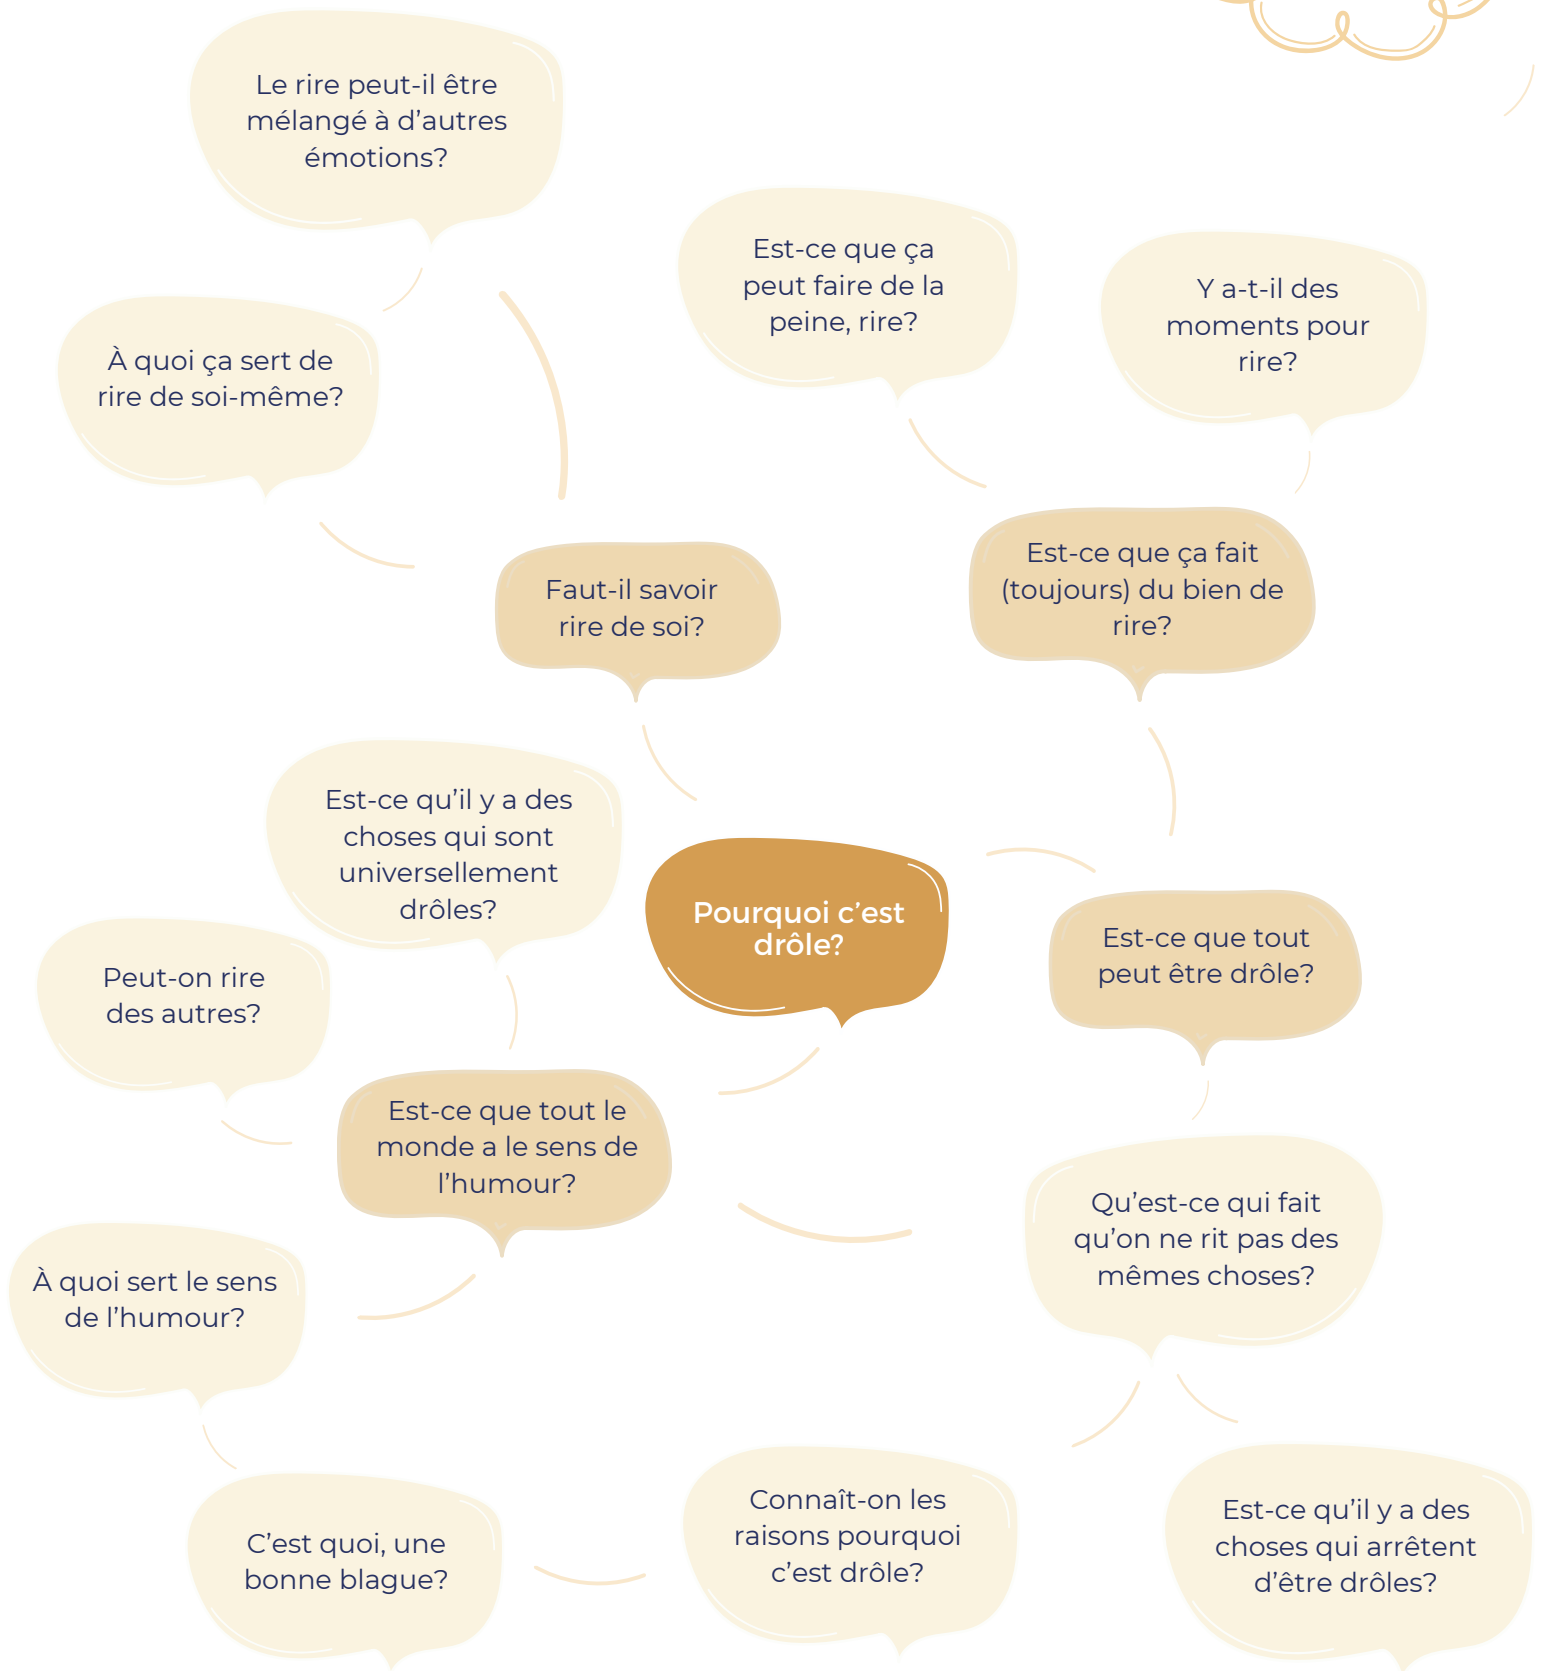 Le rire peut-il être
mélangé à d’autres
émotions?
Est-ce que ça
peut faire de la
peine, rire?
Y a-t-il des
moments pour
rire?
À quoi ça sert de
rire de soi-même?
Est-ce que ça fait
(toujours) du bien de
rire?
Faut-il savoir
rire de soi?
Est-ce qu’il y a des
choses qui sont
universellement
drôles?
Pourquoi c’est
drôle?
Est-ce que tout
peut être drôle?
Peut-on rire
des autres?
Est-ce que tout le
monde a le sens de
l’humour?
Qu’est-ce qui fait
qu’on ne rit pas des
mêmes choses?
À quoi sert le sens
de l’humour?
C’est quoi, une
bonne blague?
Connaît-on les
raisons pourquoi
c’est drôle?
Est-ce qu’il y a des
choses qui arrêtent
d’être drôles?